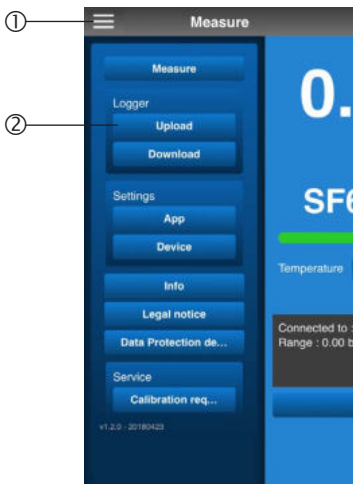 ①
Measure
0.
②
Measure
Logger
Upload
Download
SF6
Settings
App
Device
Temperature
Info
Legal notice
Data Protection de...
Connected to :
Range : 0.00 b
Service
Calibration req...
v1.2.0 - 20180423